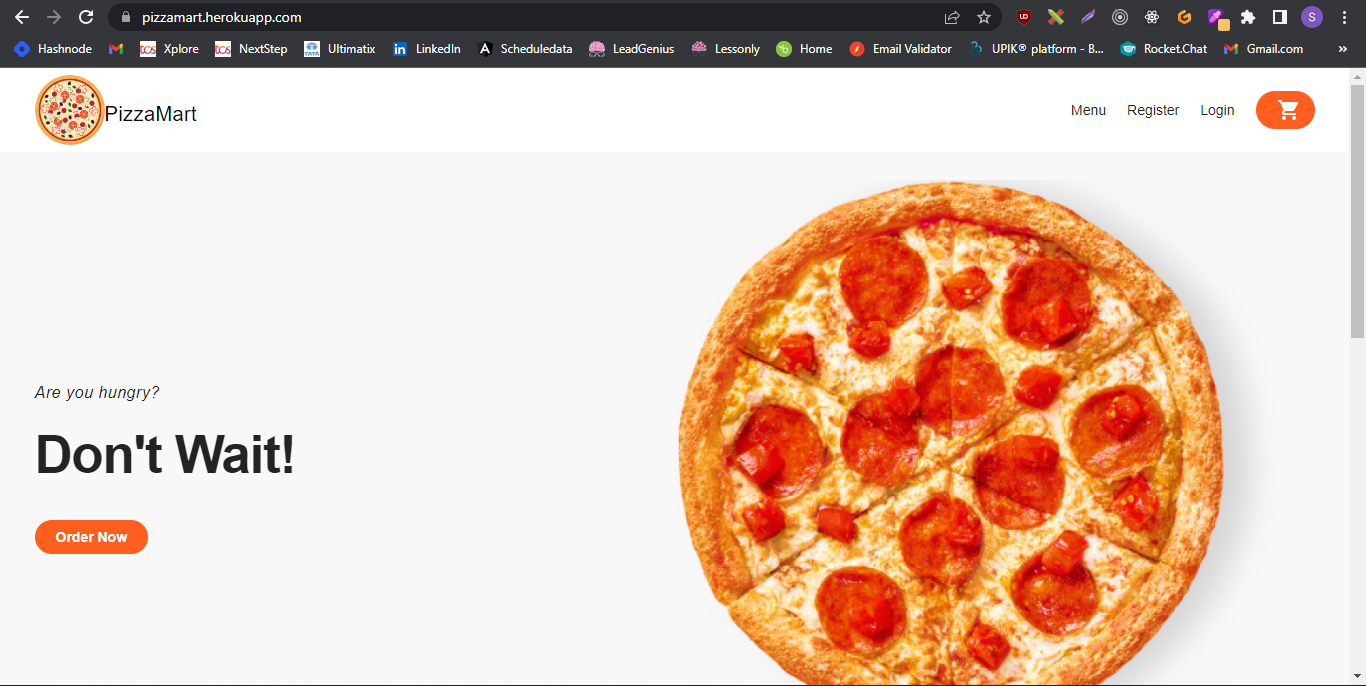 pizzamart.herokuapp.com
UD
S
Hashnode Xplore NextStep Ultimatix LinkedIn Scheduledata LeadGenius Lessonly Home Email Validator UPIK® platform - B... Rocket.Chat Gmail.com »
PizzaMart
Menu Register Login
Are you hungry?
Don't Wait!
Order Now